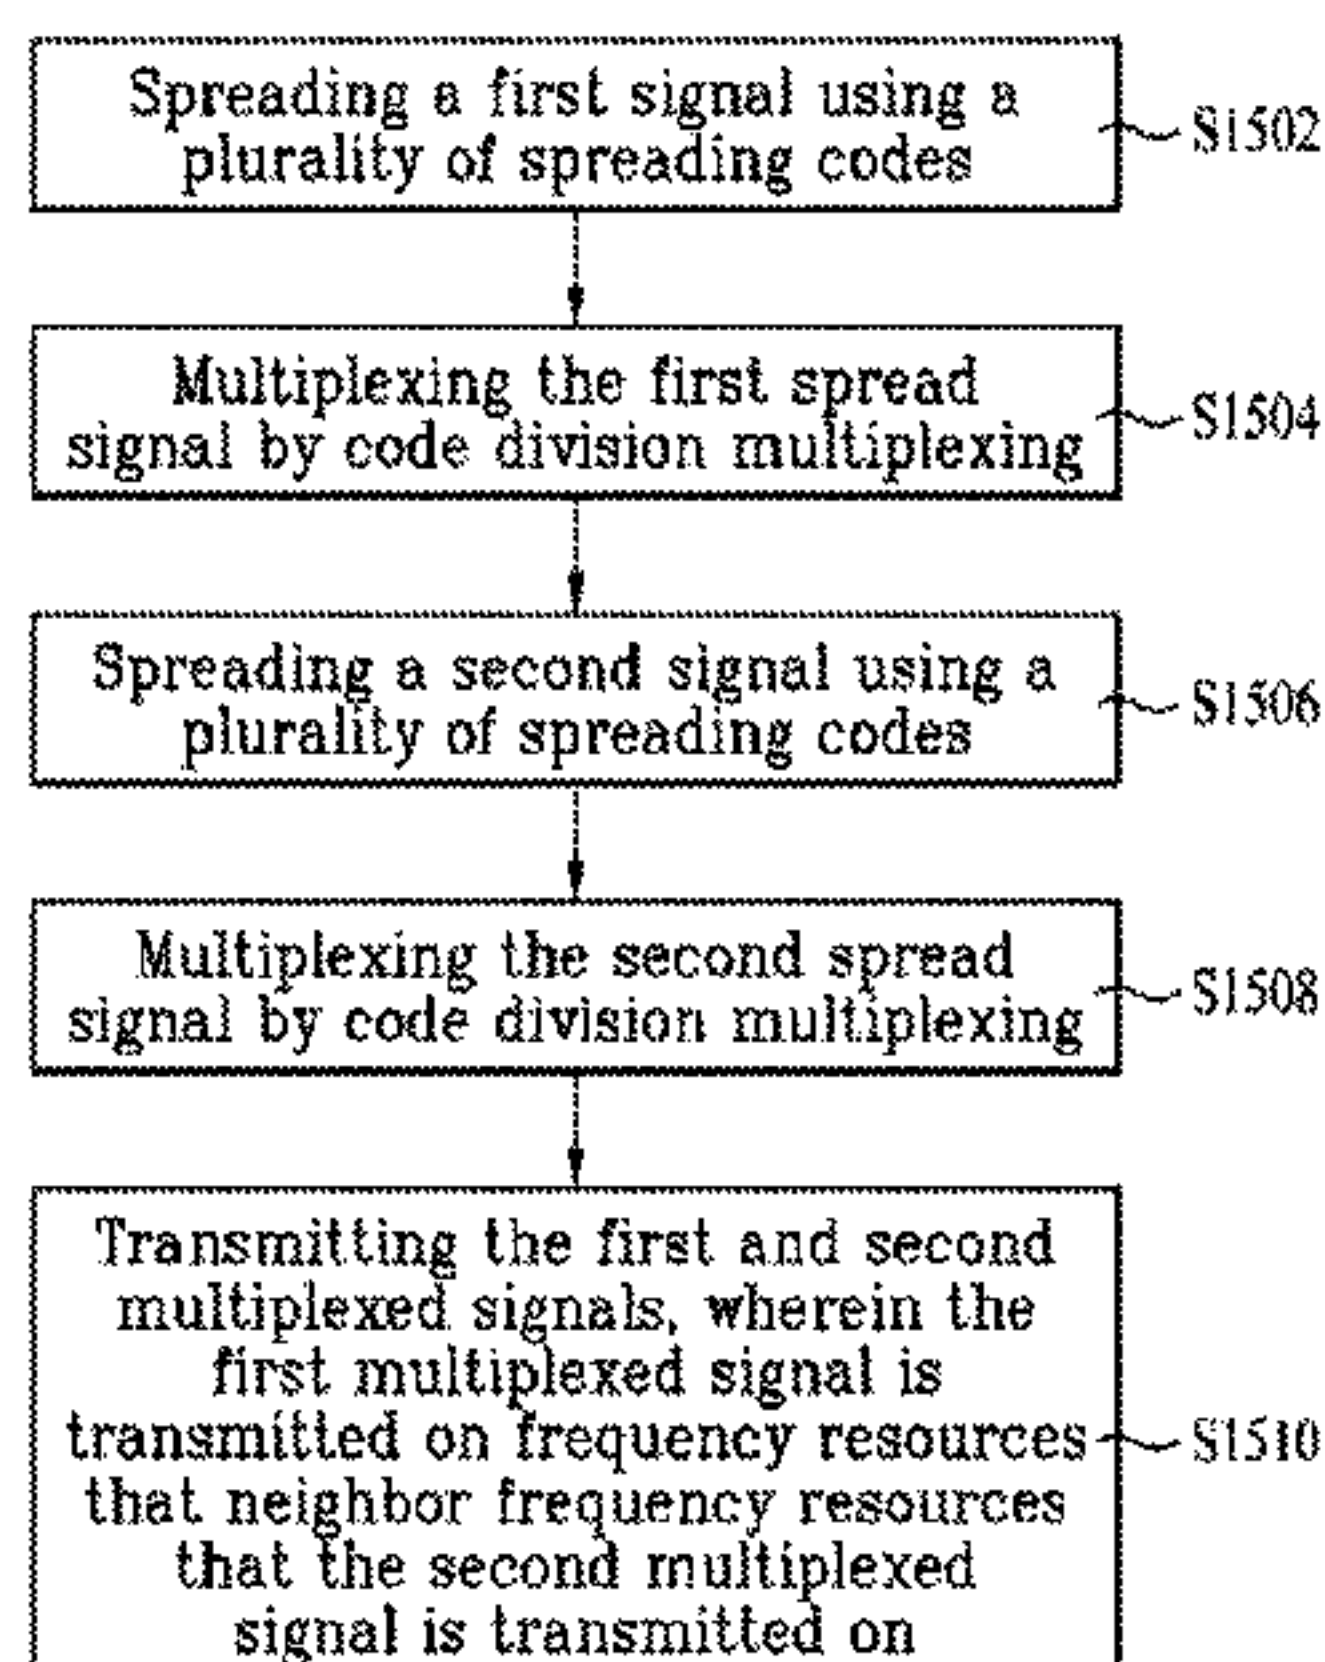 Spreading a first signal using a
plurality of spreading codes
S1502
Multiplexing the first spread
signal by code division multiplexing
S1504
Spreading a second signal using a
plurality of spreading codes
S1506
Multiplexing the second spread
signal by code division multiplexing
S1508
Transmitting the first and second
multiplexed signals, wherein the
first multiplexed signal is
transmitted on frequency resources
that neighbor frequency resources
that the second multiplexed
signal is transmitted on
S1510